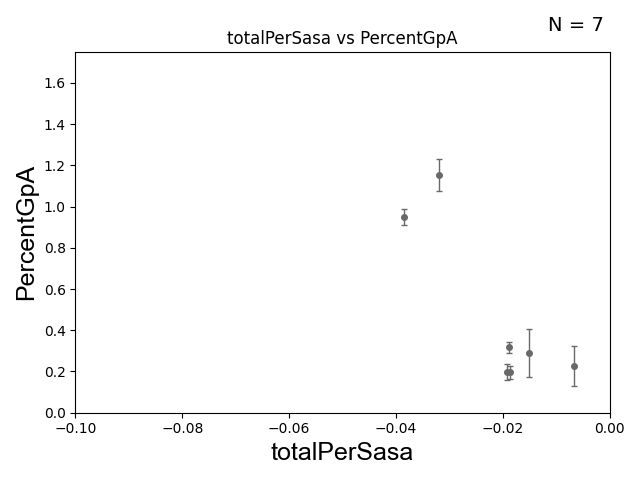 N = 7
totalPerSasa vs PercentGpA
PercentGpA
1.6
1.4
1.2
1.0
0.8
0.6
0.4
0.2
0.0
−0.10 −0.08 −0.06 −0.04 −0.02 0.00
totalPerSasa